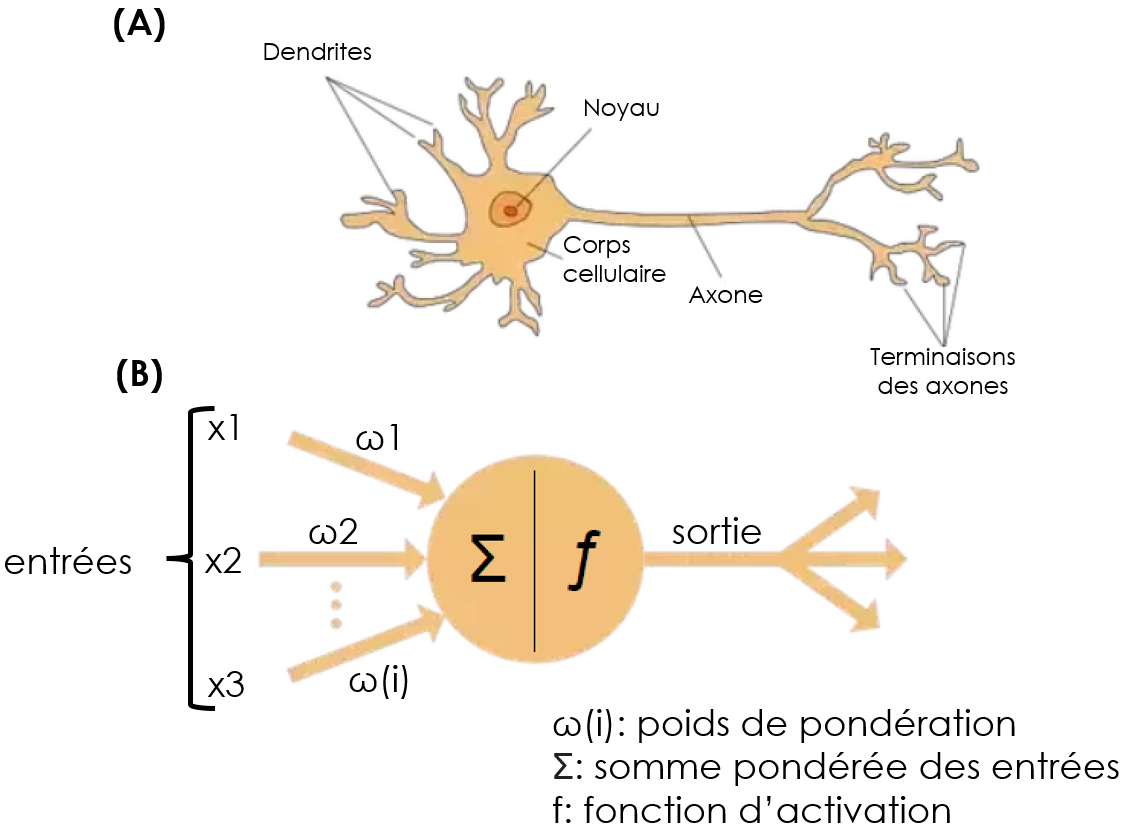 (A)
Dendrites
Noyau
Corps
cellulaire
Axone
Terminaisons
des axones
(B)
x1
ω1
ω2
entrées
x2
Σ
f
sortie
x3
ω(i)
ω(i): poids de pondération
Σ: somme pondérée des entrées
f: fonction d'activation